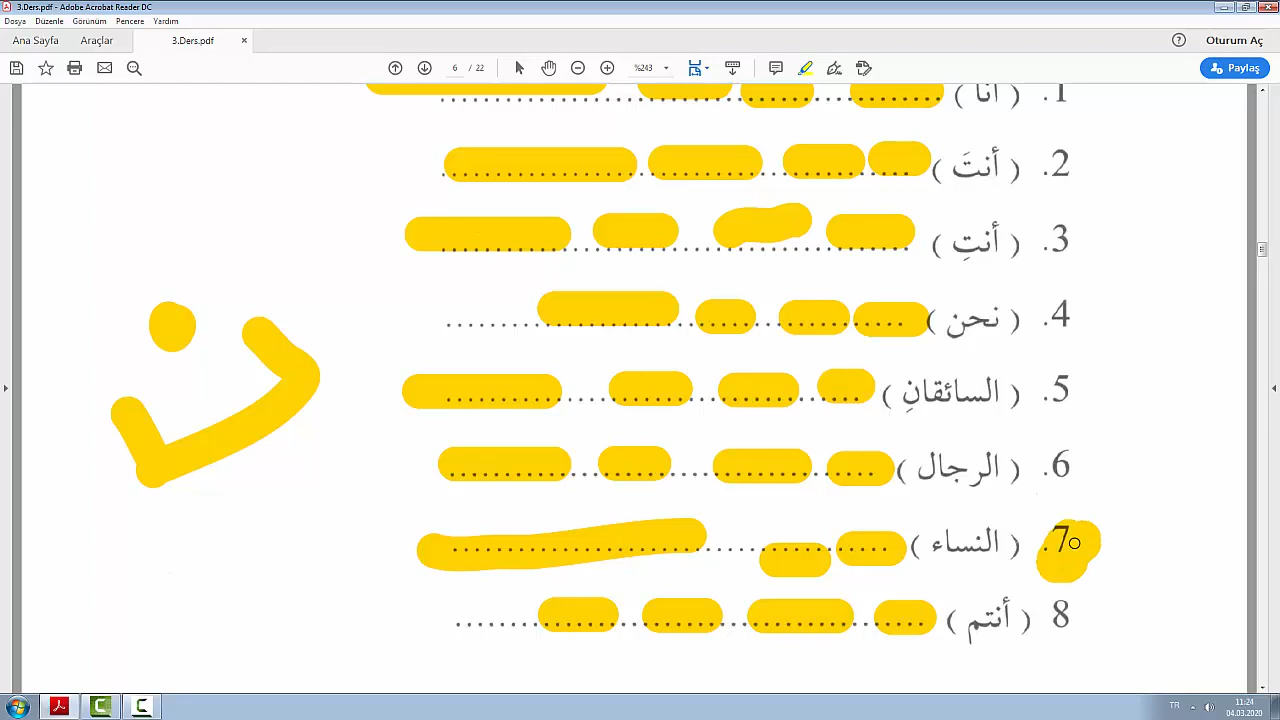 3.Ders.pdf - Adobe Acrobat Reader DC
Dosya Düzenle Görünüm Pencere Yardım
Ana Sayfa Araçlar 3.Ders.pdf × Oturum Aç
6 / 22 %243 Paylaş
1. ( أنا ) ........................................
2. ( أنتَ ) ........................................
3. ( أنتِ ) ........................................
4. ( نحن ) ........................................
5. ( السائقانِ ) ........................................
6. ( الرجال ) ........................................
7. ( النساء ) ........................................
8 ( أنتم ) ........................................
ن
TR 11:24
04.03.2020